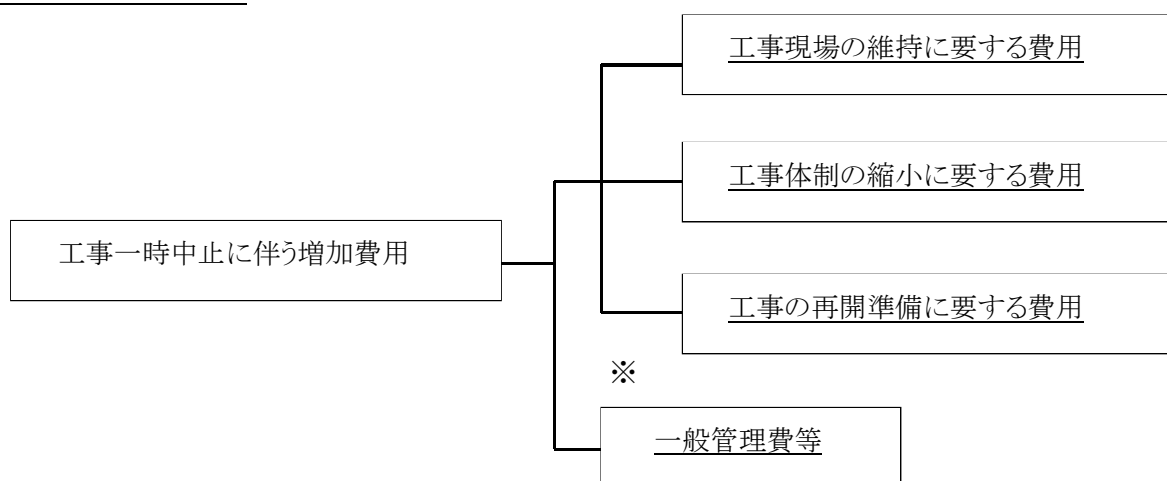 工事現場の維持に要する費用
工事体制の縮小に要する費用
工事一時中止に伴う増加費用
工事の再開準備に要する費用
※
一般管理費等